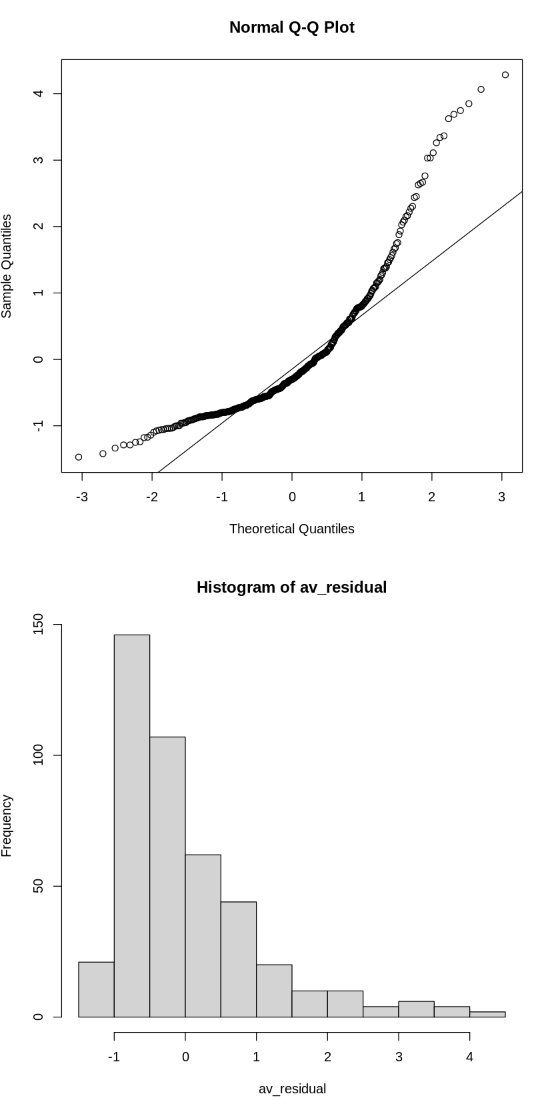 Normal Q-Q Plot
4
3
2
1
0
-1
Sample Quantiles
-3 -2 -1 0 1 2 3
Theoretical Quantiles
Histogram of av_residual
150
100
50
0
Frequency
-1 0 1 2 3 4
av_residual